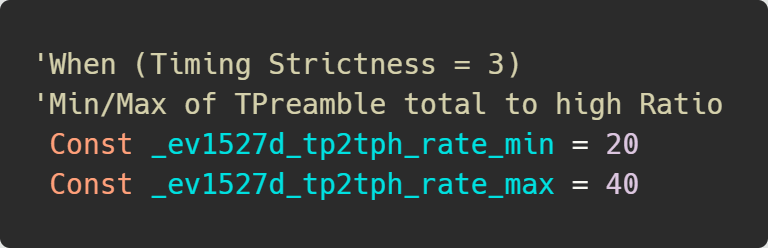 'When (Timing Strictness = 3)
'Min/Max of TPreamble total to high Ratio
Const _ev1527d_tp2tph_rate_min = 20
Const _ev1527d_tp2tph_rate_max = 40